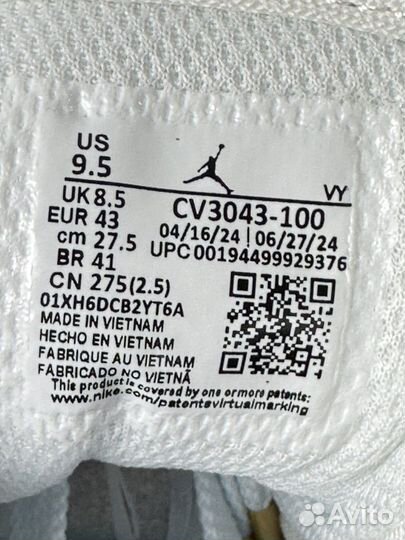 US
9.5
VY
UK 8.5
CV3043-100
EUR 43
04/16/24 | 06/27/24
cm 27.5
UPC 00194499929376
BR 41
CN 275(2.5)
01XH6DCB2YT6A
MADE IN VIETNAM
HECHO EN VIETNAM
FABRIQUE AU VIETNAM
FABRICADO NO VIETNÃ
This product is covered by one or more patents:
www.nike.com/patentsvirtualmarking
Avito